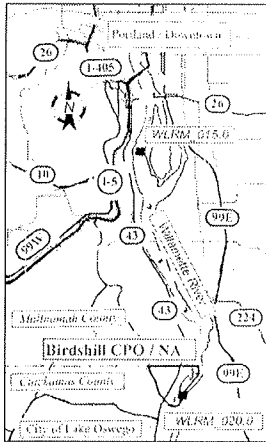 Portland - Downtown
26
I-405
N
26
WLRM 015.0
10
I-5
99E
99W
43
Willamette River
Multnomah County
43
224
Birdshill CPO / NA
Clackamas County
99E
City of Lake Oswego
WLRM 020.0